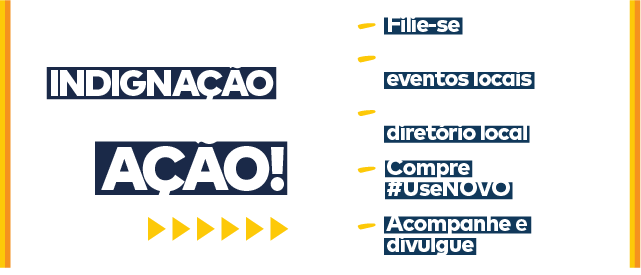 INDIGNAÇÃO
AÇÃO!
Filie-se
eventos locais
diretório local
Compre
#UseNOVO
Acompanhe e
divulgue